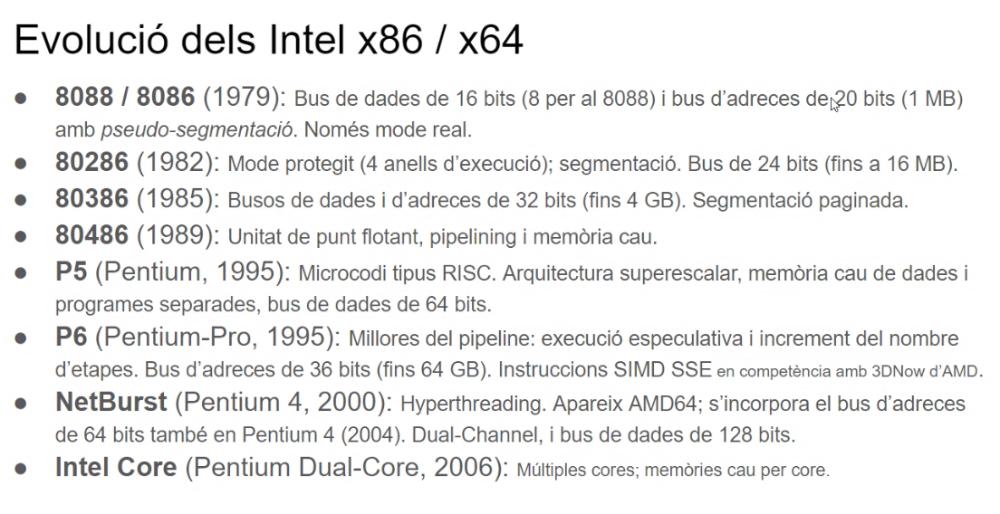 Evolució dels Intel x86 / x64
● 8088 / 8086 (1979): Bus de dades de 16 bits (8 per al 8088) i bus d'adreces de 20 bits (1 MB)
amb pseudo-segmentació. Només mode real.
● 80286 (1982): Mode protegit (4 anells d'execució); segmentació. Bus de 24 bits (fins a 16 MB).
● 80386 (1985): Busos de dades i d'adreces de 32 bits (fins 4 GB). Segmentació paginada.
● 80486 (1989): Unitat de punt flotant, pipelining i memòria cau.
● P5 (Pentium, 1995): Microcodi tipus RISC. Arquitectura superescalar, memòria cau de dades i
programes separades, bus de dades de 64 bits.
● P6 (Pentium-Pro, 1995): Millores del pipeline: execució especulativa i increment del nombre
d'etapes. Bus d'adreces de 36 bits (fins 64 GB). Instruccions SIMD SSE en competència amb 3DNow d'AMD.
● NetBurst (Pentium 4, 2000): Hyperthreading. Apareix AMD64; s'incorpora el bus d'adreces
de 64 bits també en Pentium 4 (2004). Dual-Channel, i bus de dades de 128 bits.
● Intel Core (Pentium Dual-Core, 2006): Múltiples cores; memòries cau per core.